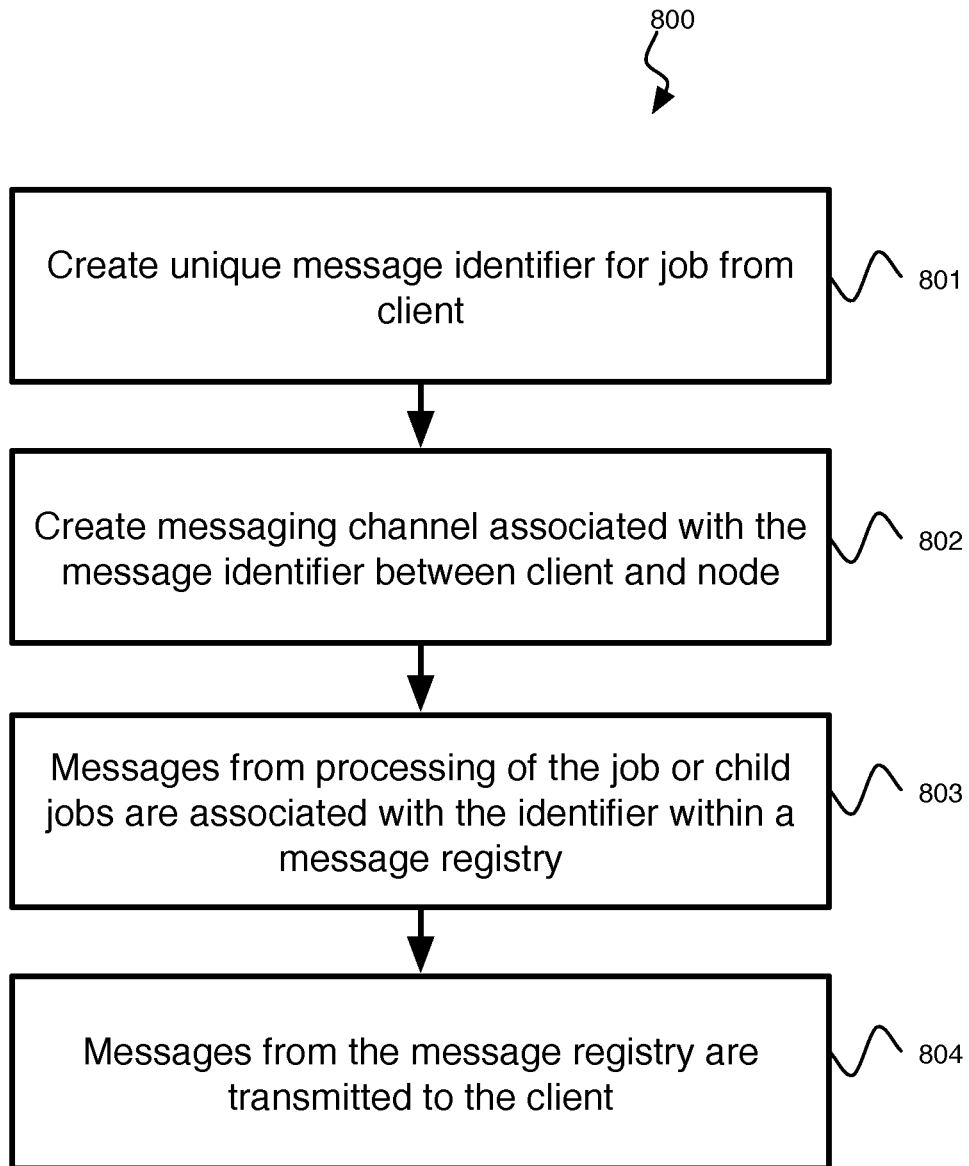 800
Create unique message identifier for job from
client
801
Create messaging channel associated with the
message identifier between client and node
802
Messages from processing of the job or child
jobs are associated with the identifier within a
message registry
803
Messages from the message registry are
transmitted to the client
804